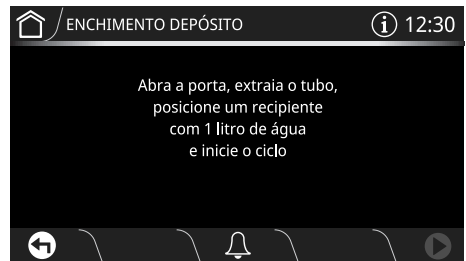 ENCHIMENTO DEPÓSITO
i 12:30
Abra a porta, extraia o tubo,
posicione um recipiente
com 1 litro de água
e inicie o ciclo